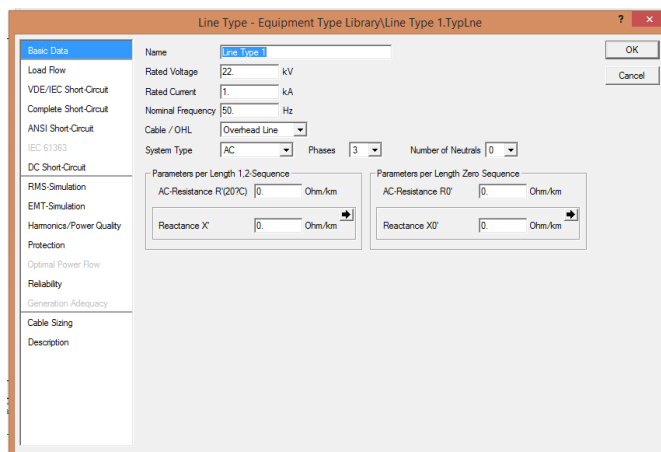 Line Type - Equipment Type Library\Line Type 1.TypLne ? ×
Basic Data
Load Flow
VDE/IEC Short-Circuit
Complete Short-Circuit
ANSI Short-Circuit
IEC 61363
DC Short-Circuit
RMS-Simulation
EMT-Simulation
Harmonics/Power Quality
Protection
Optimal Power Flow
Reliability
Generation Adequacy
Cable Sizing
Description
Name Line Type 1
Rated Voltage 22. kV
Rated Current 1. kA
Nominal Frequency 50. Hz
Cable / OHL Overhead Line
System Type AC Phases 3 Number of Neutrals 0
Parameters per Length 1,2-Sequence
AC-Resistance R'(20?C) 0. Ohm/km
Reactance X' 0. Ohm/km
Parameters per Length Zero Sequence
AC-Resistance R0' 0. Ohm/km
Reactance X0' 0. Ohm/km
OK
Cancel